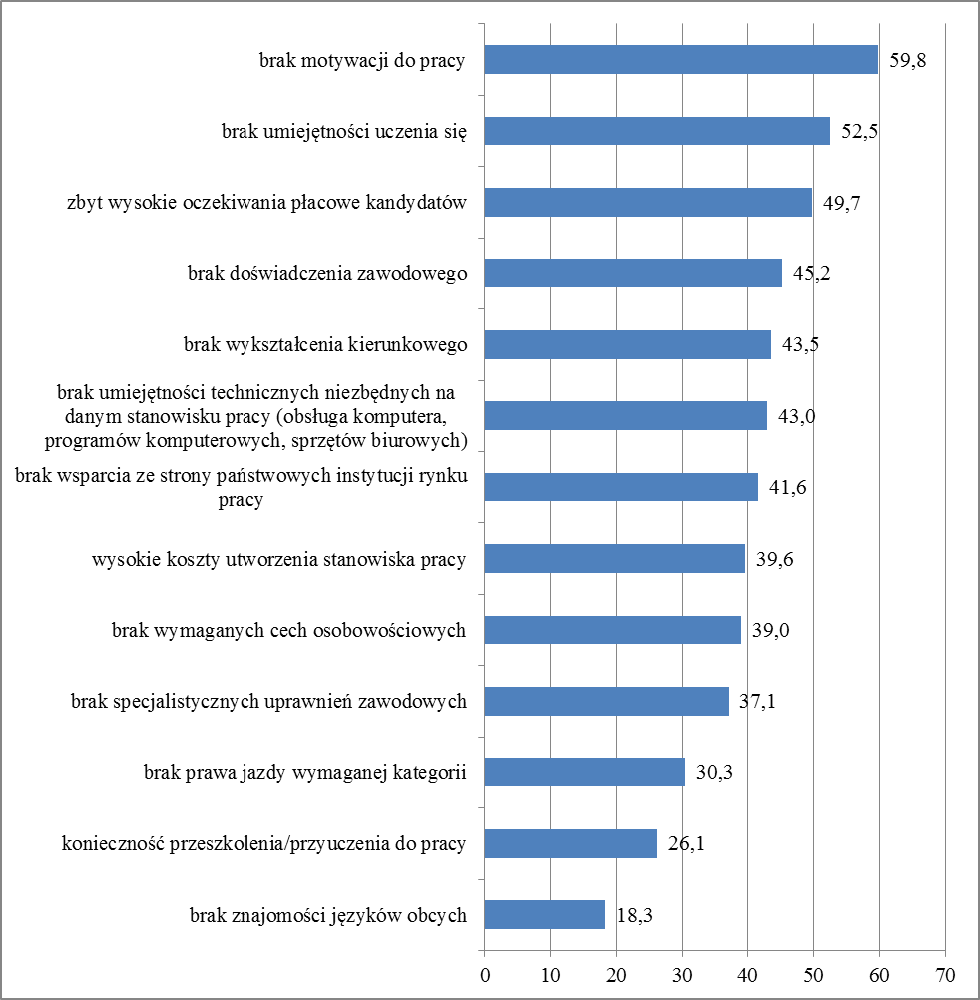 brak motywacji do pracy 59,8
brak umiejętności uczenia się 52,5
zbyt wysokie oczekiwania płacowe kandydatów 49,7
brak doświadczenia zawodowego 45,2
brak wykształcenia kierunkowego 43,5
brak umiejętności technicznych niezbędnych na
danym stanowisku pracy (obsługa komputera, 43,0
programów komputerowych, sprzętów biurowych)
brak wsparcia ze strony państwowych instytucji rynku
pracy 41,6
wysokie koszty utworzenia stanowiska pracy 39,6
brak wymaganych cech osobowościowych 39,0
brak specjalistycznych uprawnień zawodowych 37,1
brak prawa jazdy wymaganej kategorii 30,3
konieczność przeszkolenia/przyuczenia do pracy 26,1
brak znajomości języków obcych 18,3
0 10 20 30 40 50 60 70